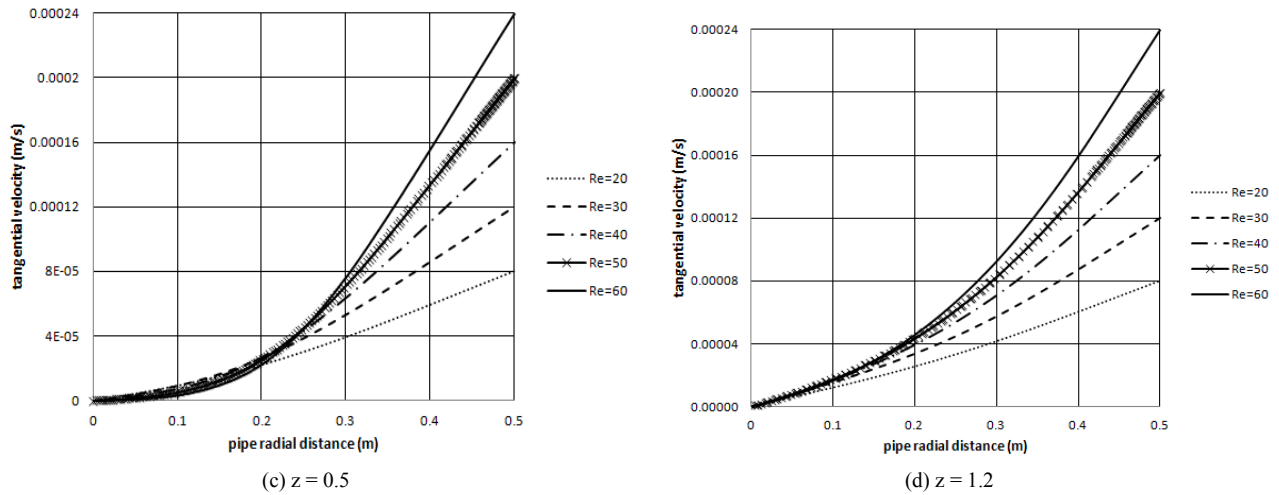 0.00024
0.0002
0.00016
0.00012
8E-05
4E-05
0
tangential velocity (m/s)
0
0.1
0.2
0.3
0.4
0.5
pipe radial distance (m)
Re=20
Re=30
Re=40
Re=50
Re=60
(c) z = 0.5
0.00024
0.00020
0.00016
0.00012
0.00008
0.00004
0.00000
tangential velocity (m/s)
0
0.1
0.2
0.3
0.4
0.5
pipe radial distance (m)
Re=20
Re=30
Re=40
Re=50
Re=60
(d) z = 1.2